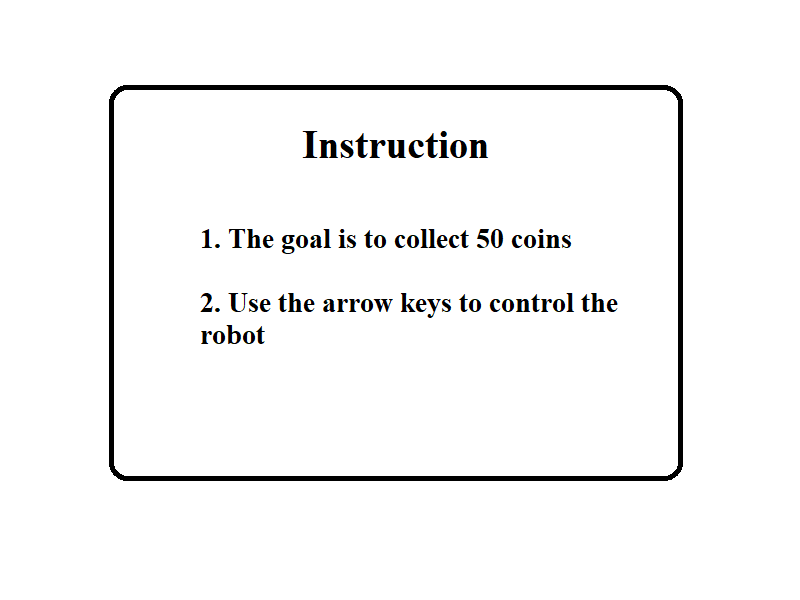 Instruction
1. The goal is to collect 50 coins
2. Use the arrow keys to control the
robot